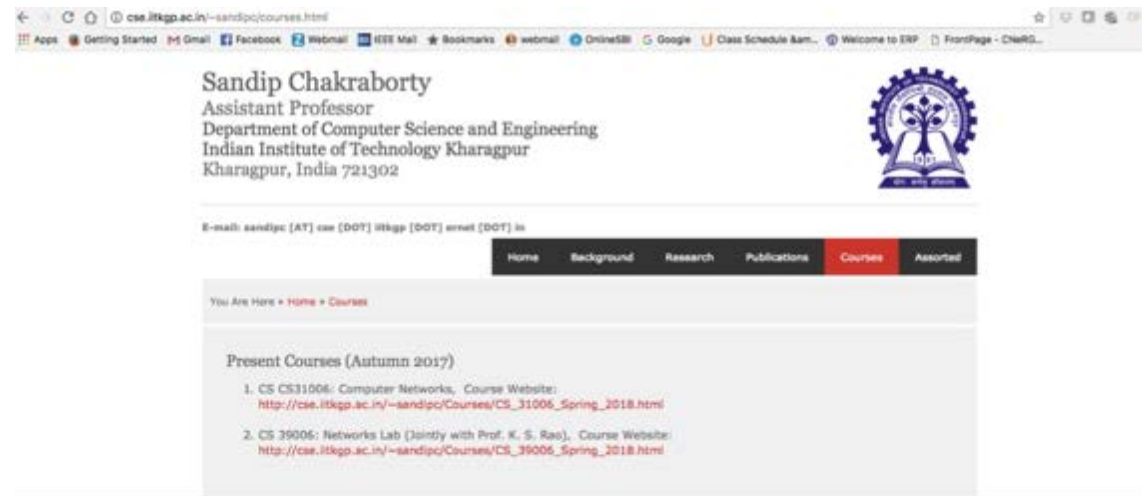 cse.iitkgp.ac.in/~sandipc/courses.html
Apps Getting Started Gmail Facebook Webmail IEEE Mail Bookmarks webmail OnlineSBI Google Class Schedule &am... Welcome to ERP FrontPage - CNeRG...
Sandip Chakraborty
Assistant Professor
Department of Computer Science and Engineering
Indian Institute of Technology Kharagpur
Kharagpur, India 721302
E-mail: sandipc [AT] cse [DOT] iitkgp [DOT] ernet [DOT] in
Home Background Research Publications Courses Assorted
You Are Here » Home » Courses
Present Courses (Autumn 2017)
1. CS CS31006: Computer Networks, Course Website:
http://cse.iitkgp.ac.in/~sandipc/Courses/CS_31006_Spring_2018.html
2. CS 39006: Networks Lab (Jointly with Prof. K. S. Rao), Course Website:
http://cse.iitkgp.ac.in/~sandipc/Courses/CS_39006_Spring_2018.html